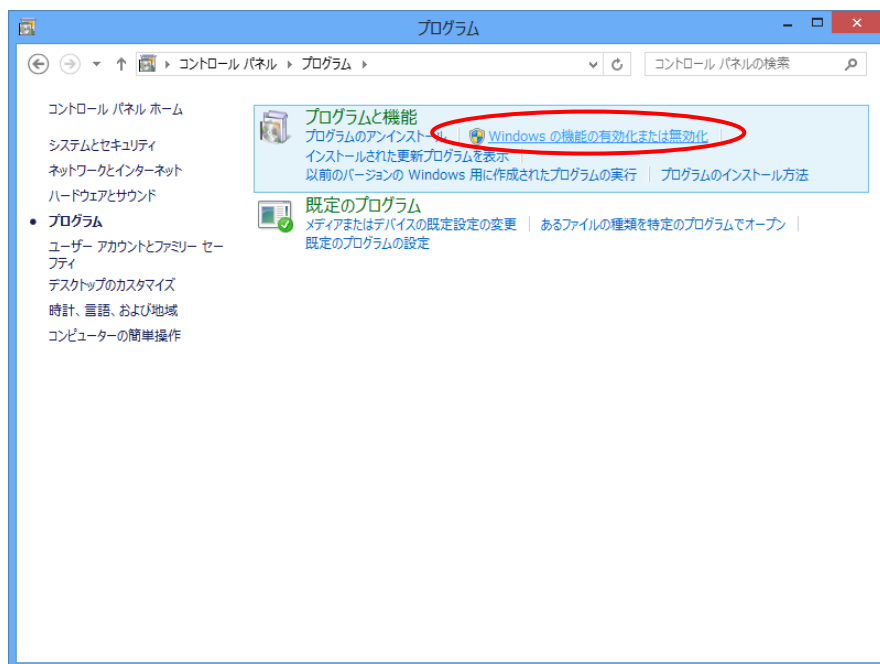 プログラム
コントロール パネル プログラム コントロール パネルの検索
コントロール パネル ホーム
システムとセキュリティ
ネットワークとインターネット
ハードウェアとサウンド
プログラム
ユーザー アカウントとファミリー セー
フティ
デスクトップのカスタマイズ
時計、言語、および地域
コンピューターの簡単操作
プログラムと機能
プログラムのアンインストール Windows の機能の有効化または無効化
インストールされた更新プログラムを表示
以前のバージョンの Windows 用に作成されたプログラムの実行 プログラムのインストール方法
既定のプログラム
メディアまたはデバイスの既定設定の変更 あるファイルの種類を特定のプログラムでオープン
既定のプログラムの設定